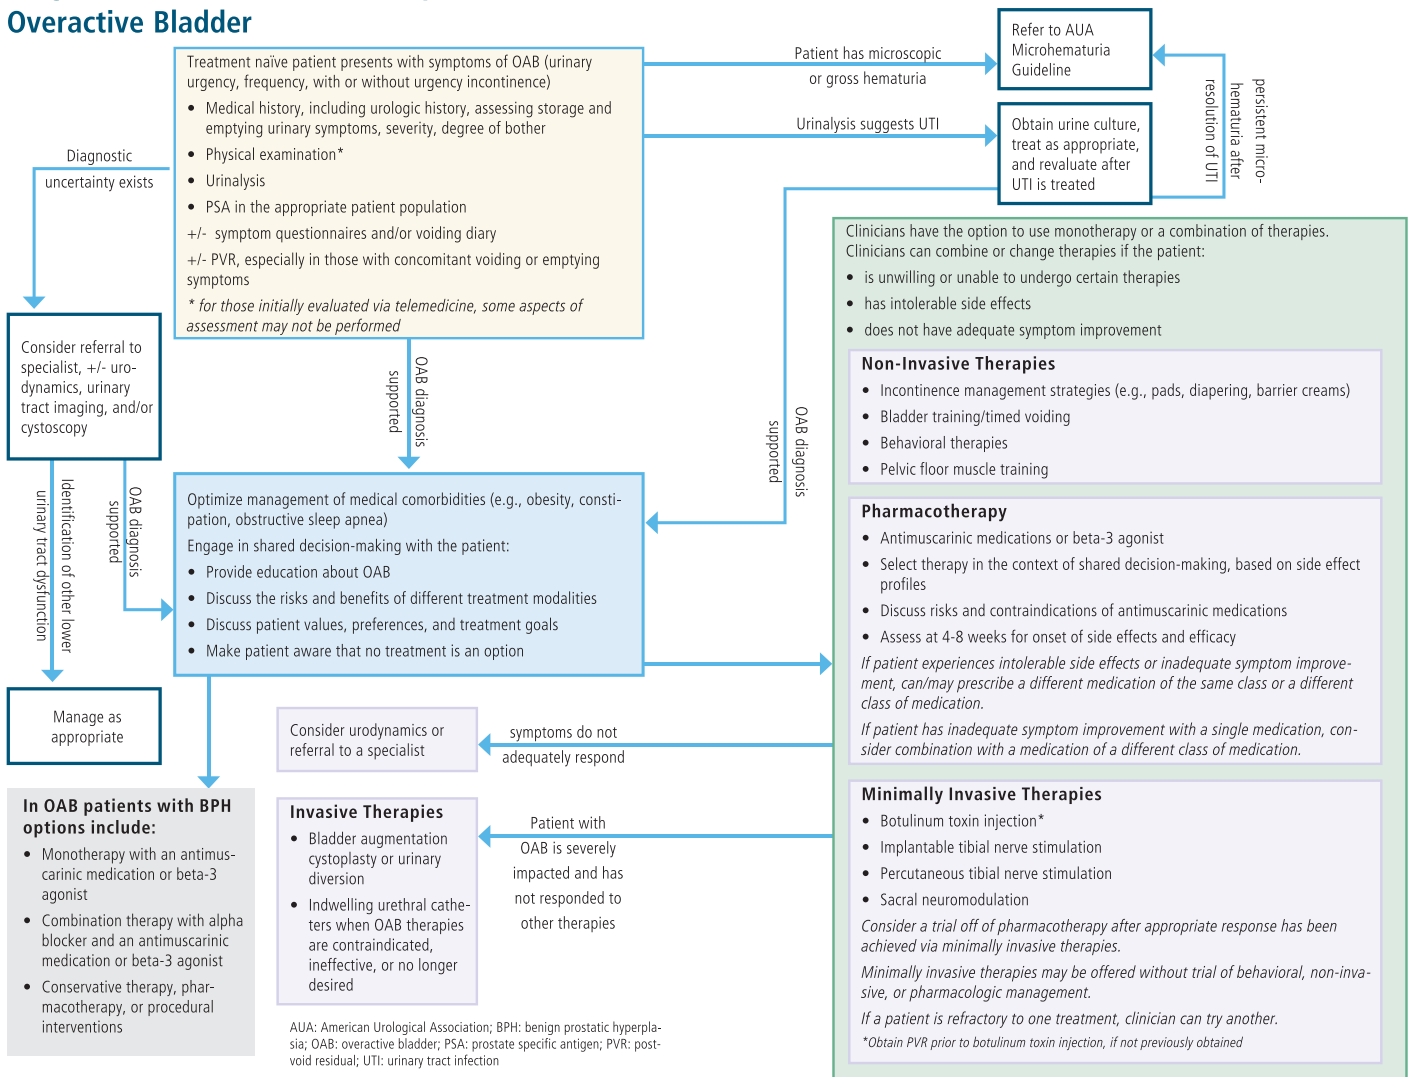 Overactive Bladder
Treatment naïve patient presents with symptoms of OAB (urinary
urgency, frequency, with or without urgency incontinence)
• Medical history, including urologic history, assessing storage and
emptying urinary symptoms, severity, degree of bother
• Physical examination*
• Urinalysis
• PSA in the appropriate patient population
+/- symptom questionnaires and/or voiding diary
+/- PVR, especially in those with concomitant voiding or emptying
symptoms
* for those initially evaluated via telemedicine, some aspects of
assessment may not be performed
Patient has microscopic
or gross hematuria
Refer to AUA
Microhematuria
Guideline
Urinalysis suggests UTI
Obtain urine culture,
treat as appropriate,
and revaluate after
UTI is treated
persistent micro-
hematuria after
resolution of UTI
Diagnostic
uncertainty exists
Consider referral to
specialist, +/- uro-
dynamics, urinary
tract imaging, and/or
cystoscopy
OAB diagnosis
supported
OAB diagnosis
supported
Identification of other lower
urinary tract dysfunction
OAB diagnosis
supported
Manage as
appropriate
Optimize management of medical comorbidities (e.g., obesity, consti-
pation, obstructive sleep apnea)
Engage in shared decision-making with the patient:
• Provide education about OAB
• Discuss the risks and benefits of different treatment modalities
• Discuss patient values, preferences, and treatment goals
• Make patient aware that no treatment is an option
In OAB patients with BPH
options include:
• Monotherapy with an antimus-
carinic medication or beta-3
agonist
• Combination therapy with alpha
blocker and an antimuscarinic
medication or beta-3 agonist
• Conservative therapy, phar-
macotherapy, or procedural
interventions
Consider urodynamics or
referral to a specialist
symptoms do not
adequately respond
Invasive Therapies
• Bladder augmentation
cystoplasty or urinary
diversion
• Indwelling urethral cathe-
ters when OAB therapies
are contraindicated,
ineffective, or no longer
desired
Patient with
OAB is severely
impacted and has
not responded to
other therapies
Clinicians have the option to use monotherapy or a combination of therapies.
Clinicians can combine or change therapies if the patient:
• is unwilling or unable to undergo certain therapies
• has intolerable side effects
• does not have adequate symptom improvement
Non-Invasive Therapies
• Incontinence management strategies (e.g., pads, diapering, barrier creams)
• Bladder training/timed voiding
• Behavioral therapies
• Pelvic floor muscle training
Pharmacotherapy
• Antimuscarinic medications or beta-3 agonist
• Select therapy in the context of shared decision-making, based on side effect
profiles
• Discuss risks and contraindications of antimuscarinic medications
• Assess at 4-8 weeks for onset of side effects and efficacy
If patient experiences intolerable side effects or inadequate symptom improve-
ment, can/may prescribe a different medication of the same class or a different
class of medication.
If patient has inadequate symptom improvement with a single medication, con-
sider combination with a medication of a different class of medication.
Minimally Invasive Therapies
• Botulinum toxin injection*
• Implantable tibial nerve stimulation
• Percutaneous tibial nerve stimulation
• Sacral neuromodulation
Consider a trial off of pharmacotherapy after appropriate response has been
achieved via minimally invasive therapies.
Minimally invasive therapies may be offered without trial of behavioral, non-inva-
sive, or pharmacologic management.
If a patient is refractory to one treatment, clinician can try another.
*Obtain PVR prior to botulinum toxin injection, if not previously obtained
AUA: American Urological Association; BPH: benign prostatic hyperpla-
sia; OAB: overactive bladder; PSA: prostate specific antigen; PVR: post-
void residual; UTI: urinary tract infection